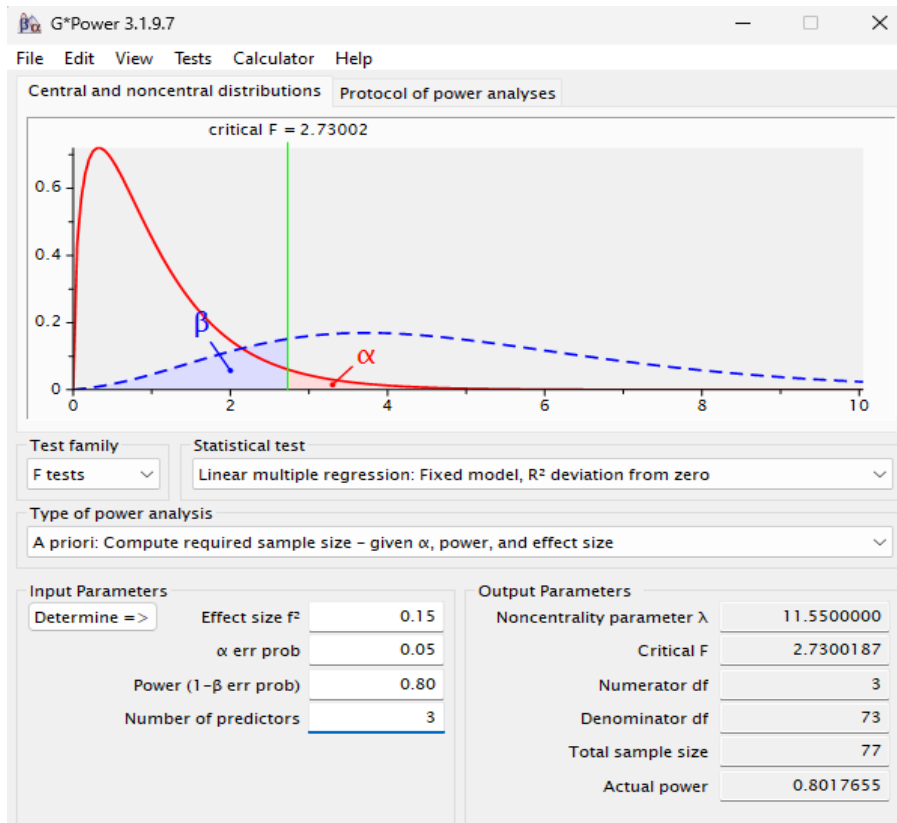 G*Power 3.1.9.7
File Edit View Tests Calculator Help
Central and noncentral distributions Protocol of power analyses
critical F = 2.73002
0.6
0.4
0.2
0
β
α
0 2 4 6 8 10
Test family Statistical test
F tests Linear multiple regression: Fixed model, R² deviation from zero
Type of power analysis
A priori: Compute required sample size – given α, power, and effect size
Input Parameters
Determine => Effect size f² 0.15
α err prob 0.05
Power (1-β err prob) 0.80
Number of predictors 3
Output Parameters
Noncentrality parameter λ 11.5500000
Critical F 2.7300187
Numerator df 3
Denominator df 73
Total sample size 77
Actual power 0.8017655